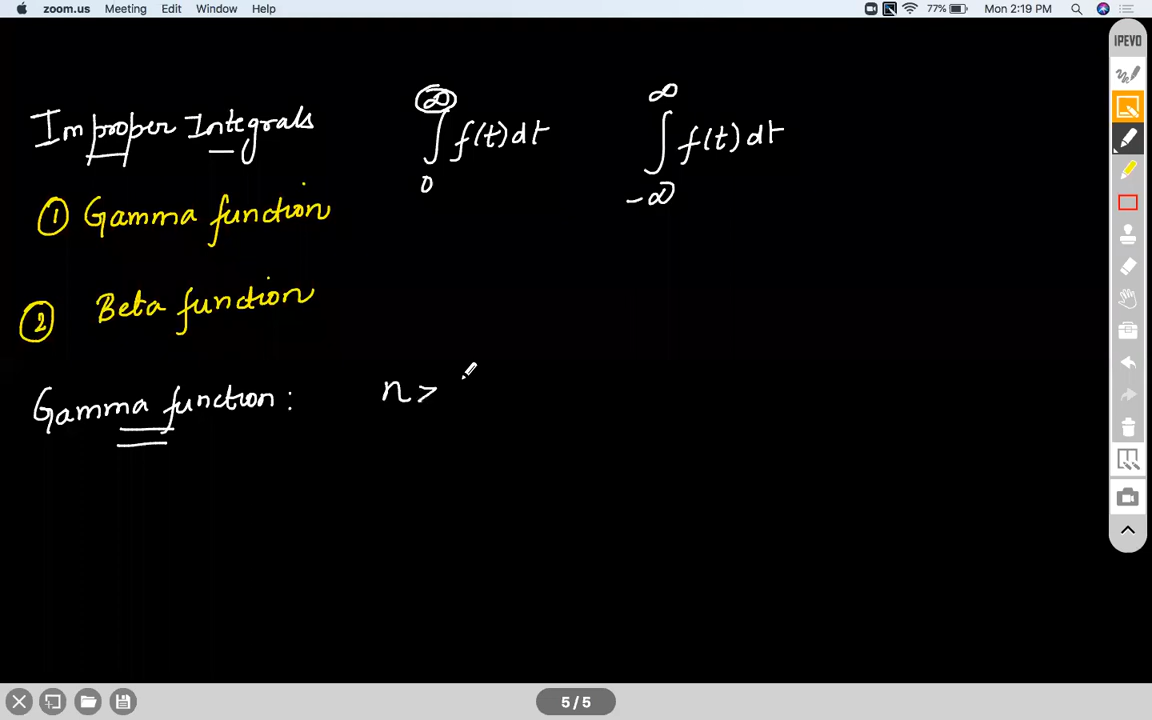 zoom.us Meeting Edit Window Help 77% Mon 2:19 PM
IPEVO
Improper Integrals ∫₀^∞ f(t)dt ∫₋∞^∞ f(t)dt
① Gamma function
② Beta function
Gamma function: n>
5/5